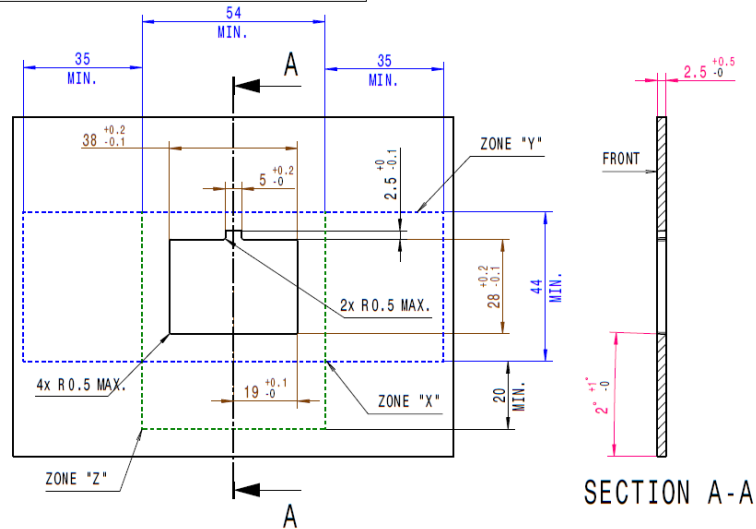 54
MIN.
35
MIN.
35
MIN.
A
2.5 +0.5 -0
38 +0.2 -0.1
5 +0.2 -0
2.5 +0 -0.1
ZONE "Y"
FRONT
28 +0.2 -0.1
44
MIN.
2x R0.5 MAX.
4x R0.5 MAX.
19 +0.1 -0
ZONE "X"
20
MIN.
2° +1° -0
ZONE "Z"
A
SECTION A-A